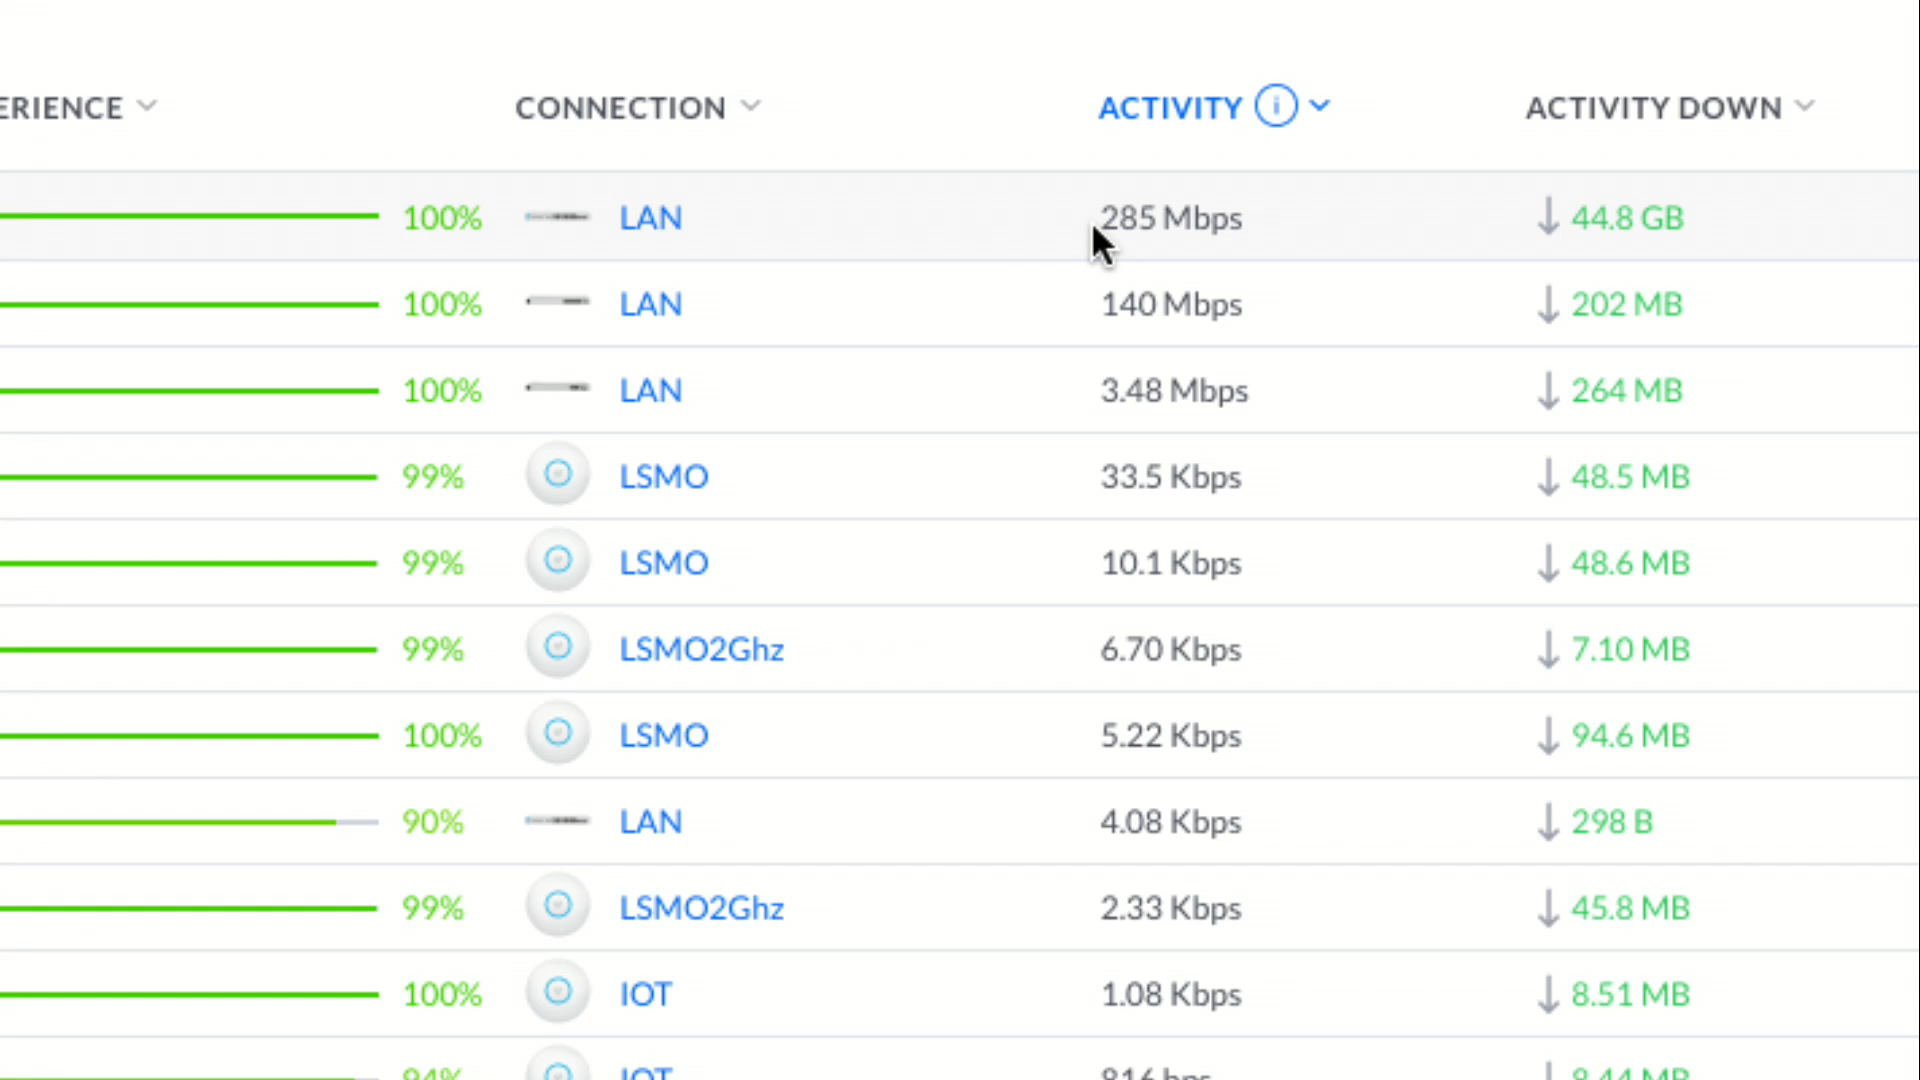 ERIENCE CONNECTION ACTIVITY i ACTIVITY DOWN
100% LAN 285 Mbps 44.8 GB
100% LAN 140 Mbps 202 MB
100% LAN 3.48 Mbps 264 MB
99% LSMO 33.5 Kbps 48.5 MB
99% LSMO 10.1 Kbps 48.6 MB
99% LSMO2Ghz 6.70 Kbps 7.10 MB
100% LSMO 5.22 Kbps 94.6 MB
90% LAN 4.08 Kbps 298 B
99% LSMO2Ghz 2.33 Kbps 45.8 MB
100% IOT 1.08 Kbps 8.51 MB
94% IOT 816 bps